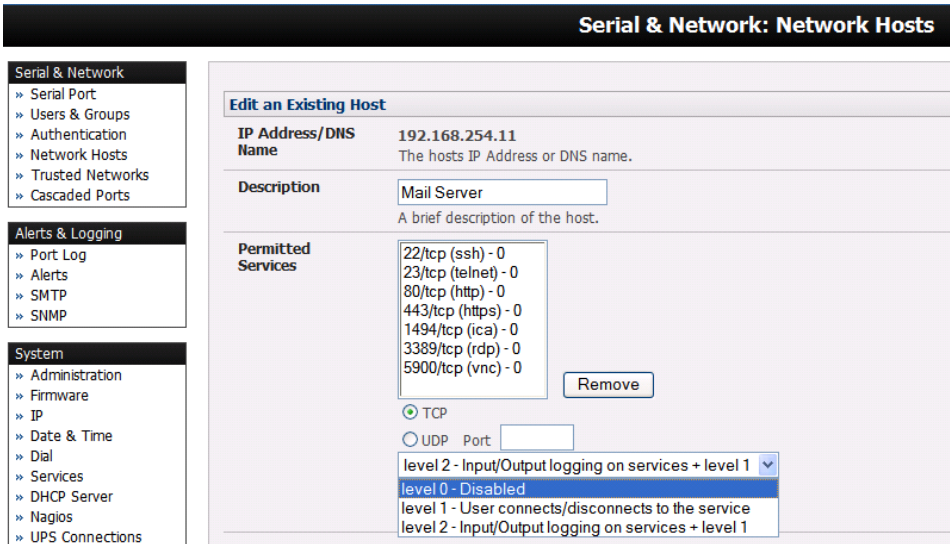 Serial & Network: Network Hosts
Serial & Network
» Serial Port
» Users & Groups
» Authentication
» Network Hosts
» Trusted Networks
» Cascaded Ports
Alerts & Logging
» Port Log
» Alerts
» SMTP
» SNMP
System
» Administration
» Firmware
» IP
» Date & Time
» Dial
» Services
» DHCP Server
» Nagios
» UPS Connections
Edit an Existing Host
IP Address/DNS
Name
192.168.254.11
The hosts IP Address or DNS name.
Description
Mail Server
A brief description of the host.
Permitted
Services
22/tcp (ssh) - 0
23/tcp (telnet) - 0
80/tcp (http) - 0
443/tcp (https) - 0
1494/tcp (ica) - 0
3389/tcp (rdp) - 0
5900/tcp (vnc) - 0
Remove
TCP
UDP Port
level 2 - Input/Output logging on services + level 1
level 0 - Disabled
level 1 - User connects/disconnects to the service
level 2 - Input/Output logging on services + level 1